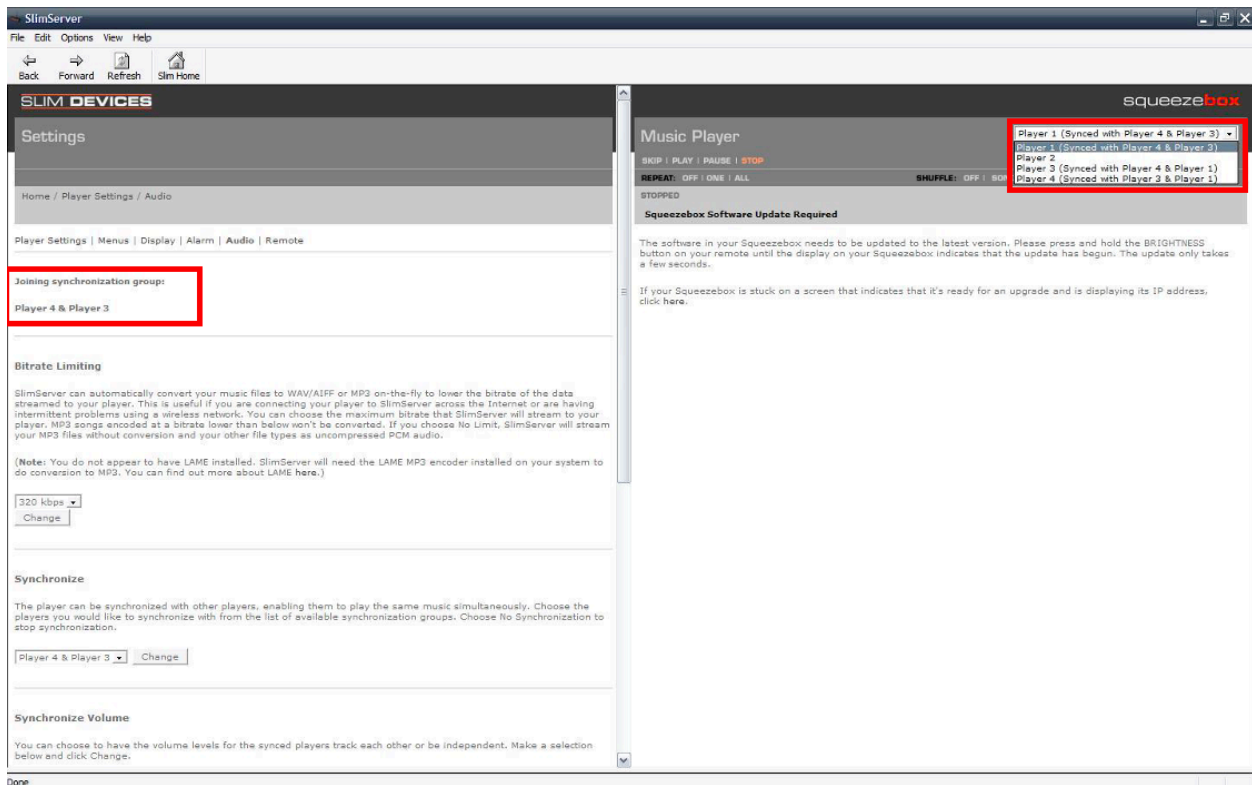 SlimServer
File Edit Options View Help
Back Forward Refresh Slim Home
SLIM DEVICES
Settings
Home / Player Settings / Audio
Player Settings | Menus | Display | Alarm | Audio | Remote
Joining synchronization group:
Player 4 & Player 3
Bitrate Limiting
SlimServer can automatically convert your music files to WAV/AIFF or MP3 on-the-fly to lower the bitrate of the data
streamed to your player. This is useful if you are connecting your player to SlimServer across the Internet or are having
intermittent problems using a wireless network. You can choose the maximum bitrate that SlimServer will stream to your
player. MP3 songs encoded at a bitrate lower than below won't be converted. If you choose No Limit, SlimServer will stream
your MP3 files without conversion and your other file types as uncompressed PCM audio.
(Note: You do not appear to have LAME installed. SlimServer will need the LAME MP3 encoder installed on your system to
do conversion to MP3. You can find out more about LAME here.)
320 kbps
Change
Synchronize
The player can be synchronized with other players, enabling them to play the same music simultaneously. Choose the
players you would like to synchronize with from the list of available synchronization groups. Choose No Synchronization to
stop synchronization.
Player 4 & Player 3 Change
Synchronize Volume
You can choose to have the volume levels for the synced players track each other or be independent. Make a selection
below and click Change.
squeezebox
Music Player
Player 1 (Synced with Player 4 & Player 3)
Player 1 (Synced with Player 4 & Player 3)
Player 2
Player 3 (Synced with Player 4 & Player 1)
Player 4 (Synced with Player 3 & Player 1)
SKIP | PLAY | PAUSE | STOP
REPEAT: OFF | ONE | ALL SHUFFLE: OFF |
STOPPED
Squeezebox Software Update Required
The software in your Squeezebox needs to be updated to the latest version. Please press and hold the BRIGHTNESS
button on your remote until the display on your Squeezebox indicates that the update has begun. The update only takes
a few seconds.
If your Squeezebox is stuck on a screen that indicates that it's ready for an upgrade and is displaying its IP address,
click here.
Done